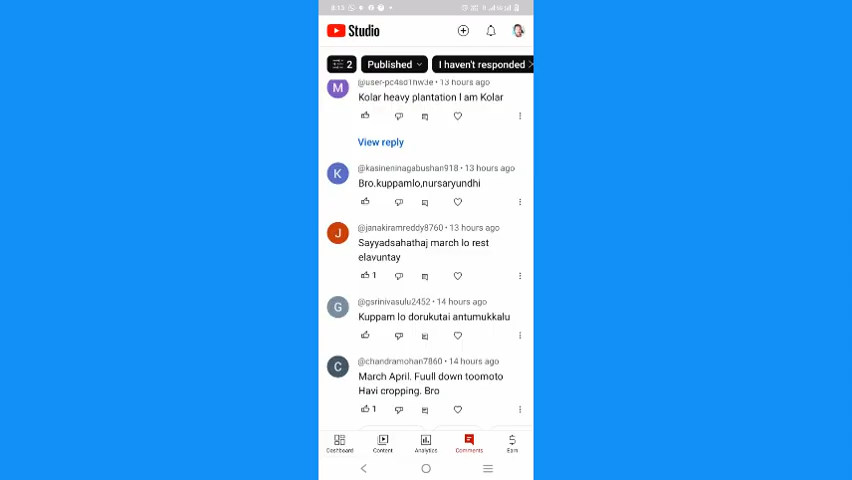 8:15
Studio
2
Published
I haven't responded
M
@user-pc4sd1hw3e • 13 hours ago
Kolar heavy plantation I am Kolar
View reply
K
@kasineninagabushan918 • 13 hours ago
Bro.kuppamlo,nursaryundhi
J
@janakiramreddy8760 • 13 hours ago
Sayyadsahathaj march lo rest
elavuntay
1
G
@gsrinivasulu2452 • 14 hours ago
Kuppam lo dorukutai antumukkalu
C
@chandramohan7860 • 14 hours ago
March April. Fuull down toomoto
Havi cropping. Bro
1
Dashboard
Content
Analytics
Comments
Earn